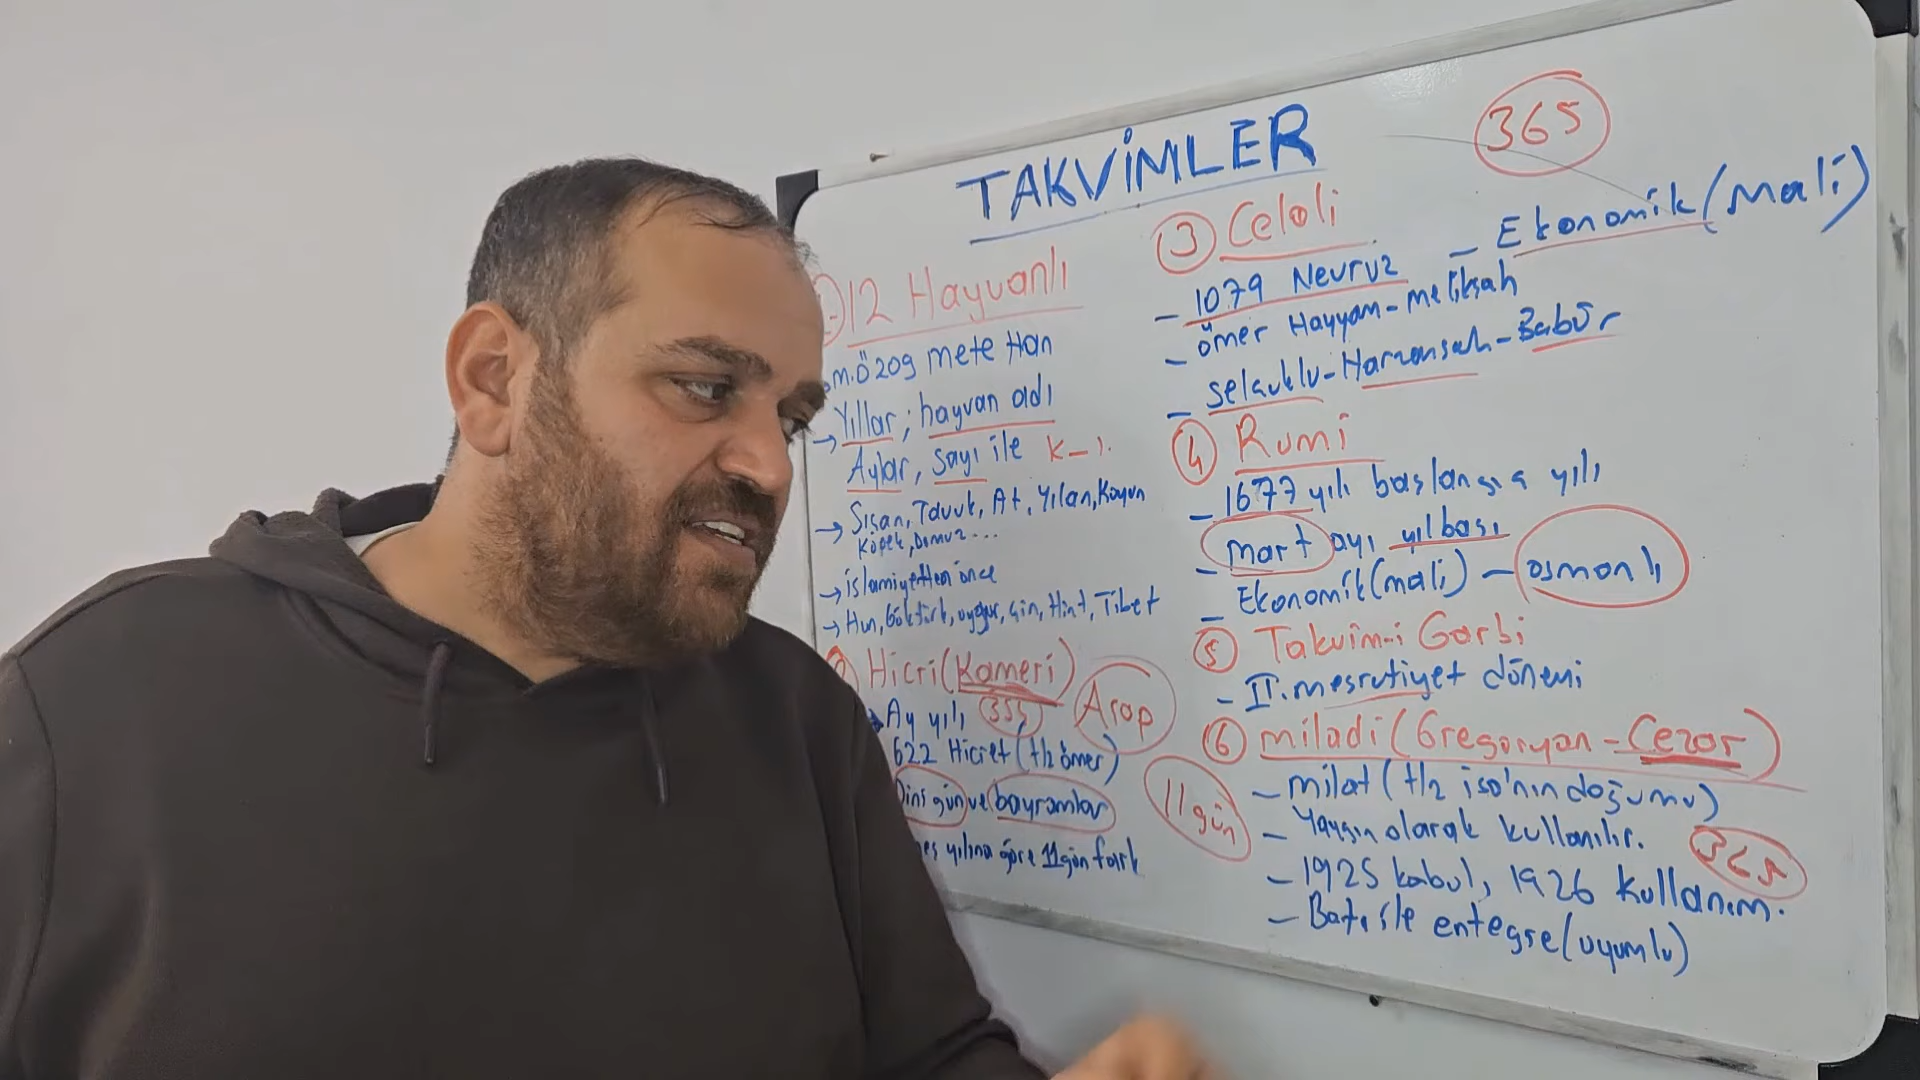 TAKVİMLER
365
12 Hayvanlı
M.Ö 209 mete Han
Yıllar; hayvan adı
Aylar, sayı ile K-1.
Sıçan, Tavuk, At, Yılan, Koyun
Köpek, Domuz...
islamiyetten önce
Hun, Göktürk, uygur, Çin, Hint, Tibet
Hicri (Kameri)
Arap
Ay yılı 355
622 Hicret (Hz ömer)
Dini gün ve bayramlar
yılına göre 11 gün fark
11 gün
3 Celali
- Ekonomik (Mali)
- 1079 Nevruz
- ömer Hayyam - melikşah
- selçuklu - Harzemşah - Babür
4 Rumi
- 1677 yılı başlangıç yılı
- mart ayı yılbaşı
- Ekonomik (mali) - osmanlı
5 Takvim-i Garbi
- II. meşrutiyet dönemi
6 miladi (Gregoryan - Cezar)
- milat (Hz isa'nın doğumu)
- Yaygın olarak kullanılır.
365
- 1925 kabul, 1926 kullanım.
- Batı ile entegre (uyumlu)